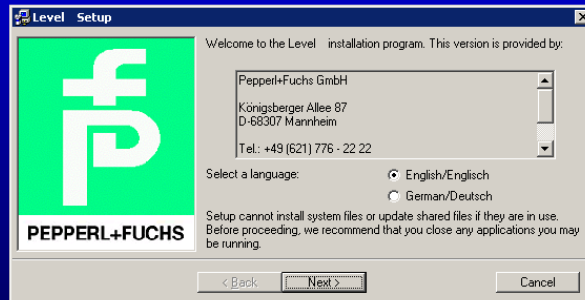 Level Setup
PEPPERL+FUCHS
Welcome to the Level installation program. This version is provided by:
Pepperl+Fuchs GmbH
Königsberger Allee 87
D-68307 Mannheim
Tel.: +49 (621) 776 - 22 22
Select a language:
English/Englisch
German/Deutsch
Setup cannot install system files or update shared files if they are in use.
Before proceeding, we recommend that you close any applications you may
be running.
< Back
Next >
Cancel